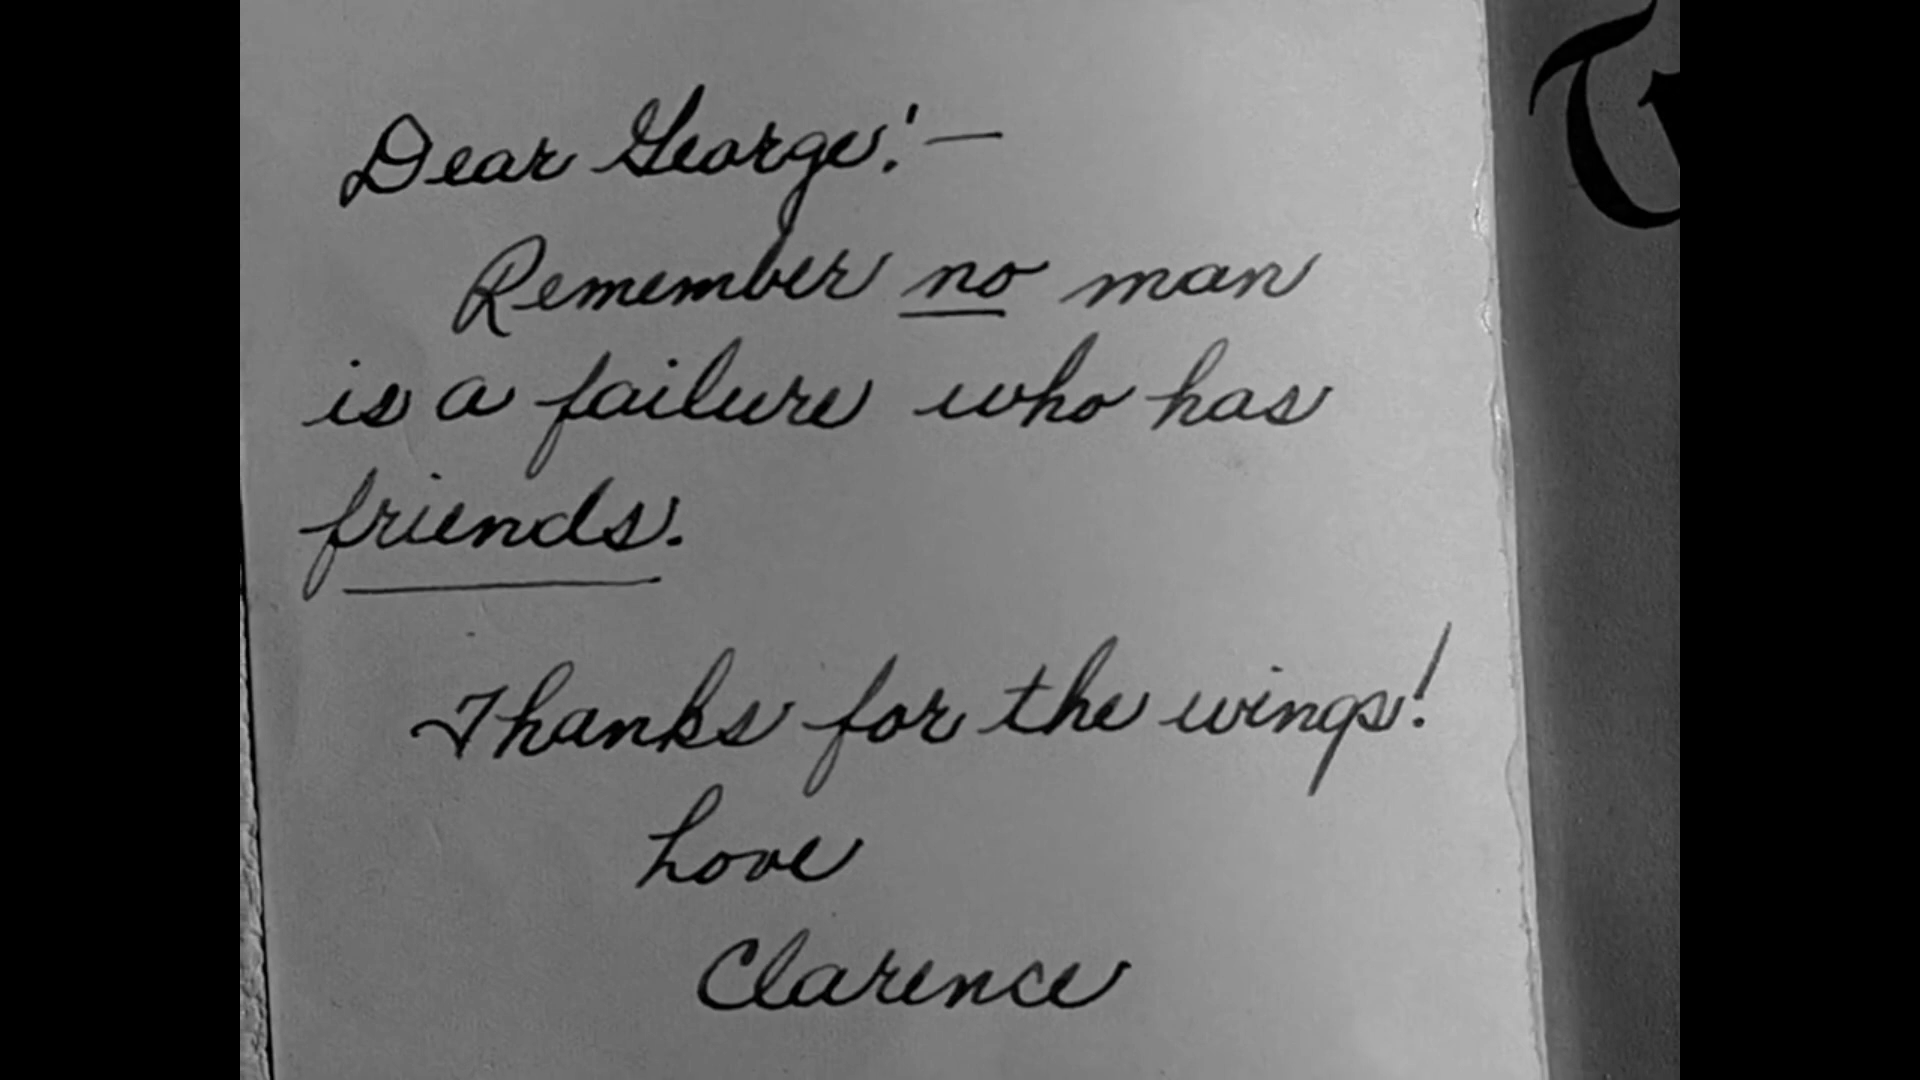 Dear George:—
Remember no man
is a failure who has
friends.
Thanks for the wings!
Love
Clarence